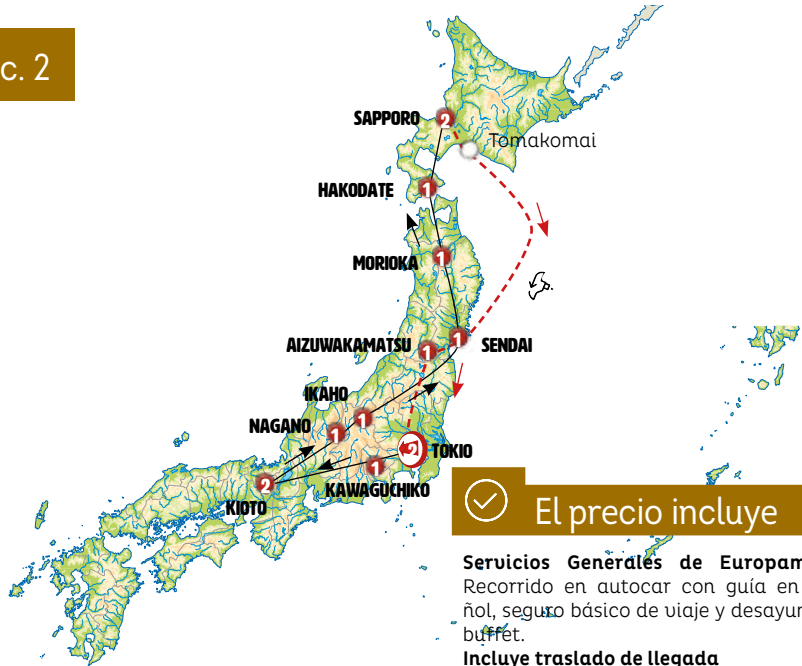 c. 2
SAPPORO
2
Tomakomai
HAKODATE
1
MORIOKA
1
AIZUWAKAMATSU
1
1
SENDAI
IKAHO
1
NAGANO
1
2
TOKIO
1
KAWAGUCHIKO
2
KIOTO
El precio incluye
Servicios Generales de Europam
Recorrido en autocar con guía en
ñol, seguro básico de viaje y desayun
buffet.
Incluye traslado de llegada